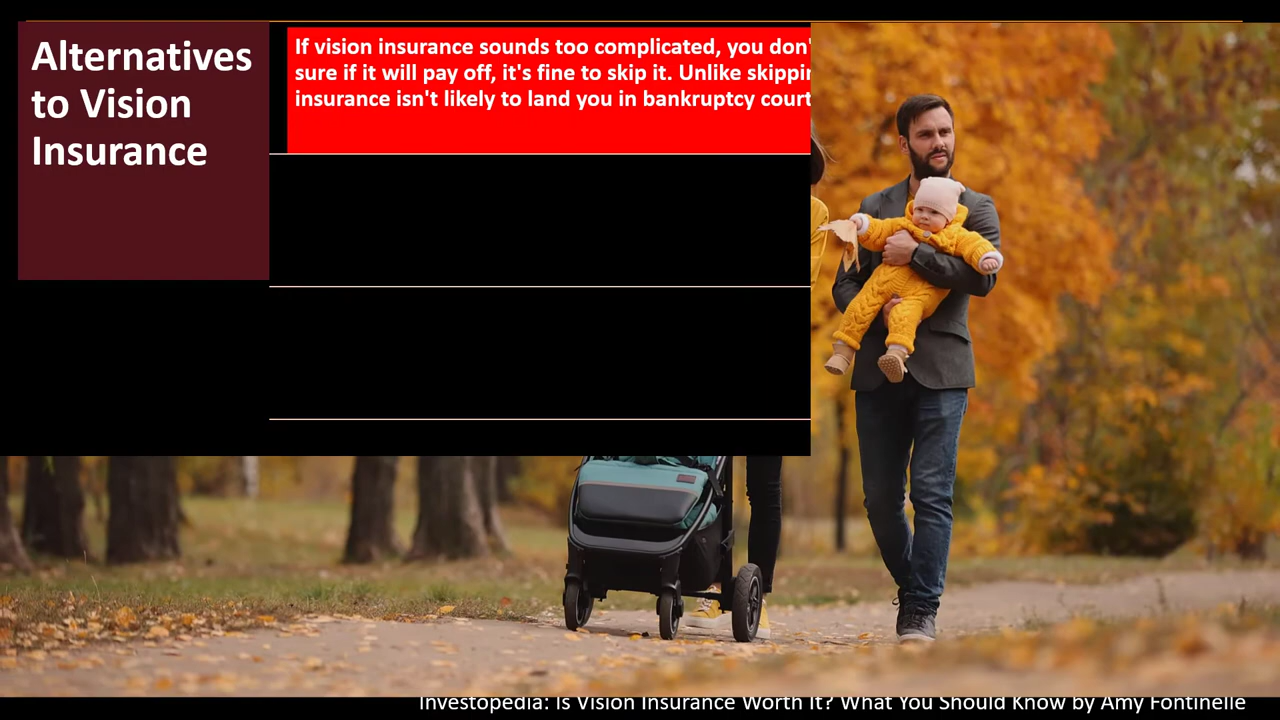 Alternatives
to Vision
Insurance
If vision insurance sounds too complicated, you don'
sure if it will pay off, it's fine to skip it. Unlike
insurance isn't likely to land you in bankruptcy court
Investopedia: Is Vision Insurance Worth It? What You Should Know by Amy Fontinelle